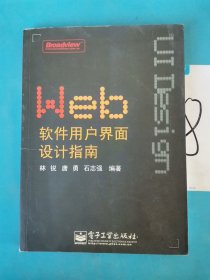 Broadview
Web
UI Design
软件用户界面
设计指南
林锐 唐勇 石志强 编著
电子工业出版社